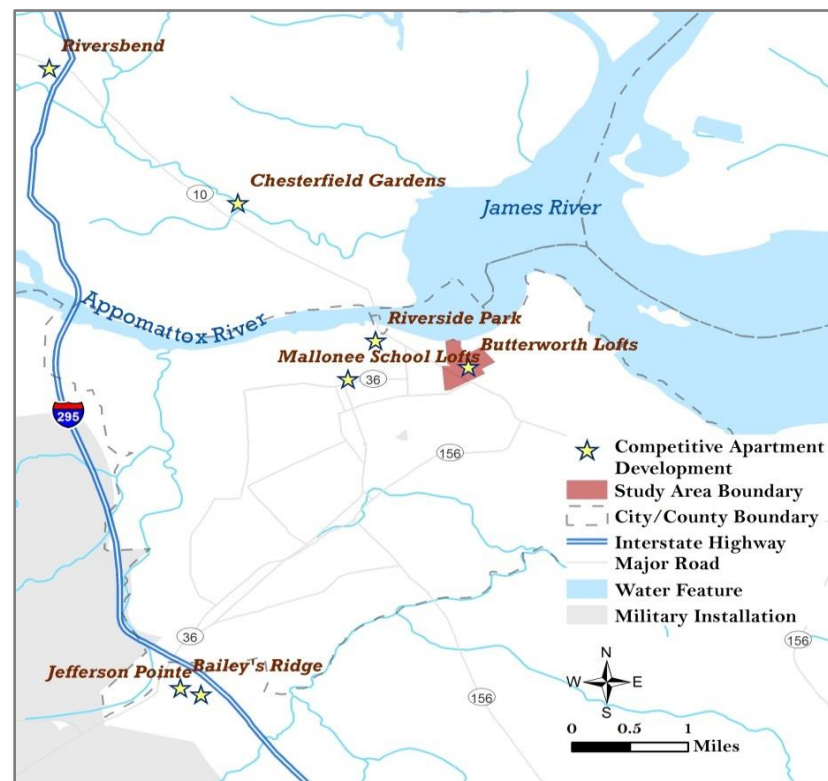 Riversbend
Chesterfield Gardens
10
James River
Appomattox River
Riverside Park
Mallonee School Lofts
Butterworth Lofts
36
295
156
Competitive Apartment
Development
Study Area Boundary
City/County Boundary
Interstate Highway
Major Road
Water Feature
Military Installation
36
156
Jefferson Pointe
Bailey's Ridge
156
N
W
E
S
0
0.5
1
Miles